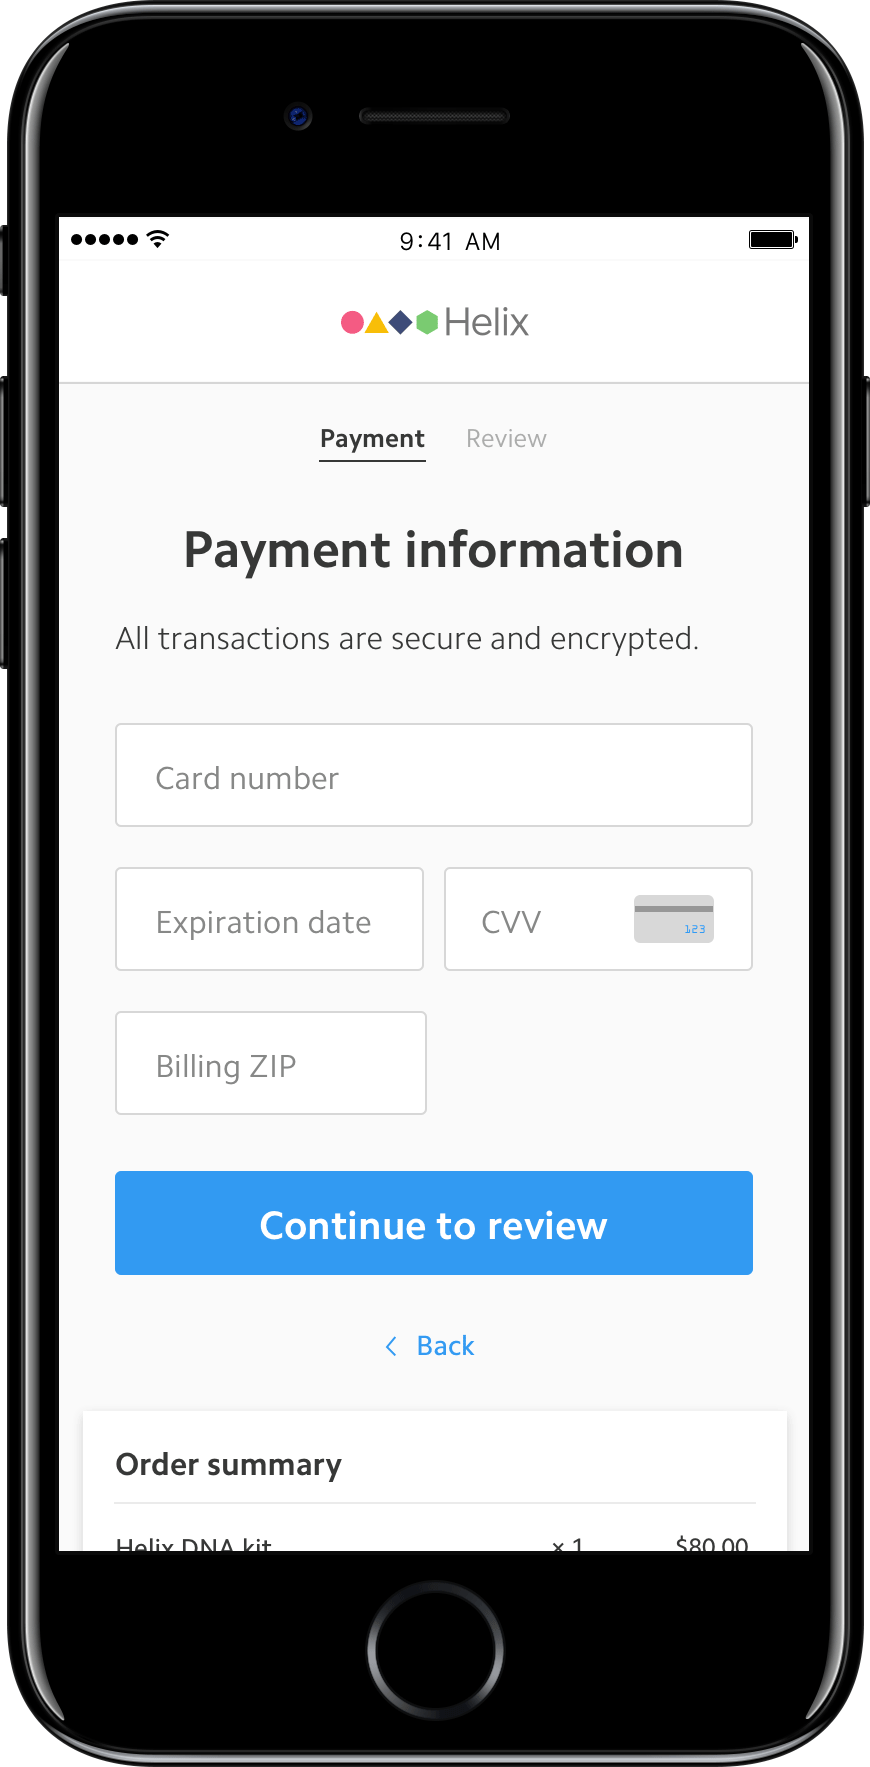 9:41 AM
Helix
Payment Review
Payment information
All transactions are secure and encrypted.
Card number
Expiration date CVV 123
Billing ZIP
Continue to review
Back
Order summary
Helix DNA kit × 1 $80.00